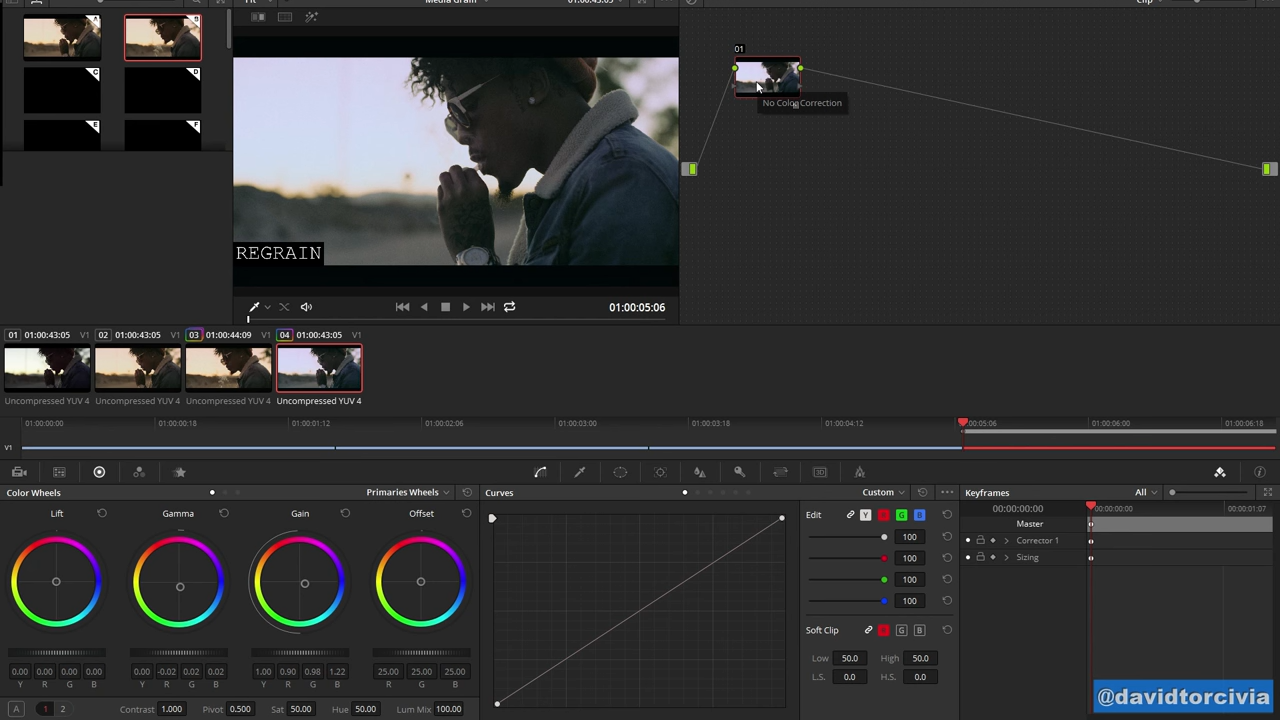 Fit
Media Grain
01:00:43:05
Clip
A
B
C
D
E
F
01
No Color Correction
REGRAIN
01:00:05:06
01 01:00:43:05 V1 02 01:00:43:05 V1 03 01:00:44:09 V1 04 01:00:43:05 V1
Uncompressed YUV 4 Uncompressed YUV 4 Uncompressed YUV 4 Uncompressed YUV 4
01:00:00:00 01:00:00:18 01:00:01:12 01:00:02:06 01:00:03:00 01:00:03:18 01:00:04:12 :00:05:06 01:00:06:00 01:00:06:18
V1
Color Wheels Primaries Wheels
Lift Gamma Gain Offset
0.00 0.00 0.00 0.00 0.00 -0.02 0.02 0.02 1.00 0.90 0.98 1.22 25.00 25.00 25.00
Y R G B Y R G B Y R G B R G B
A 1 2 Contrast 1.000 Pivot 0.500 Sat 50.00 Hue 50.00 Lum Mix 100.00
Curves Custom
Edit Y R G B
100
100
100
100
Soft Clip R G B
Low 50.0 High 50.0
L.S. 0.0 H.S. 0.0
3D
Keyframes All
00:00:00:00 00:00:00:00 00:00:01:07
Master
Corrector 1
Sizing
@davidtorcivia